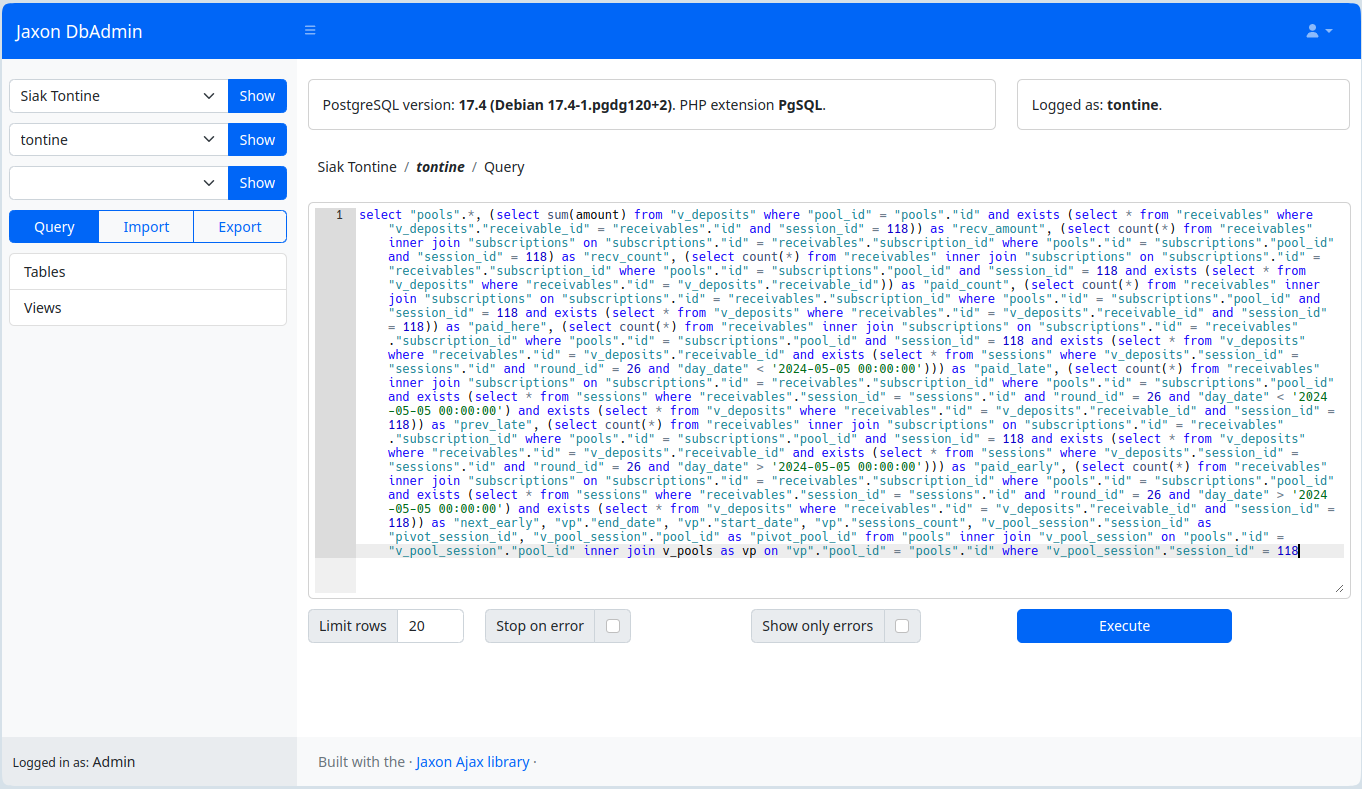 Jaxon DbAdmin
Siak Tontine
Show
tontine
Show
Show
Query
Import
Export
Tables
Views
PostgreSQL version: 17.4 (Debian 17.4-1.pgdg120+2). PHP extension PgSQL.
Logged as: tontine.
Siak Tontine / tontine / Query
1
select "pools".*, (select sum(amount) from "v_deposits" where "pool_id" = "pools"."id" and exists (select * from "receivables" where
"v_deposits"."receivable_id" = "receivables"."id" and "session_id" = 118)) as "recv_amount", (select count(*) from "receivables"
inner join "subscriptions" on "subscriptions"."id" = "receivables"."subscription_id" where "pools"."id" = "subscriptions"."pool_id"
and "session_id" = 118) as "recv_count", (select count(*) from "receivables" inner join "subscriptions" on "subscriptions"."id" =
"receivables"."subscription_id" where "pools"."id" = "subscriptions"."pool_id" and "session_id" = 118 and exists (select * from
"v_deposits" where "receivables"."id" = "v_deposits"."receivable_id")) as "paid_count", (select count(*) from "receivables" inner
join "subscriptions" on "subscriptions"."id" = "receivables"."subscription_id" where "pools"."id" = "subscriptions"."pool_id" and
"session_id" = 118 and exists (select * from "v_deposits" where "receivables"."id" = "v_deposits"."receivable_id" and "session_id"
= 118)) as "paid_here", (select count(*) from "receivables" inner join "subscriptions" on "subscriptions"."id" = "receivables"
."subscription_id" where "pools"."id" = "subscriptions"."pool_id" and "session_id" = 118 and exists (select * from "v_deposits"
where "receivables"."id" = "v_deposits"."receivable_id" and exists (select * from "sessions" where "v_deposits"."session_id" =
"sessions"."id" and "round_id" = 26 and "day_date" < '2024-05-05 00:00:00'))) as "paid_late", (select count(*) from "receivables"
inner join "subscriptions" on "subscriptions"."id" = "receivables"."subscription_id" where "pools"."id" = "subscriptions"."pool_id"
and exists (select * from "sessions" where "receivables"."session_id" = "sessions"."id" and "round_id" = 26 and "day_date" < '2024
-05-05 00:00:00') and exists (select * from "v_deposits" where "receivables"."id" = "v_deposits"."receivable_id" and "session_id" =
118)) as "prev_late", (select count(*) from "receivables" inner join "subscriptions" on "subscriptions"."id" = "receivables"
."subscription_id" where "pools"."id" = "subscriptions"."pool_id" and "session_id" = 118 and exists (select * from "v_deposits"
where "receivables"."id" = "v_deposits"."receivable_id" and exists (select * from "sessions" where "v_deposits"."session_id" =
"sessions"."id" and "round_id" = 26 and "day_date" > '2024-05-05 00:00:00'))) as "paid_early", (select count(*) from "receivables"
inner join "subscriptions" on "subscriptions"."id" = "receivables"."subscription_id" where "pools"."id" = "subscriptions"."pool_id"
and exists (select * from "sessions" where "receivables"."session_id" = "sessions"."id" and "round_id" = 26 and "day_date" > '2024
-05-05 00:00:00') and exists (select * from "v_deposits" where "receivables"."id" = "v_deposits"."receivable_id" and "session_id" =
118)) as "next_early", "vp"."end_date", "vp"."start_date", "vp"."sessions_count", "v_pool_session"."session_id" as
"pivot_session_id", "v_pool_session"."pool_id" as "pivot_pool_id" from "pools" inner join "v_pool_session" on "pools"."id" =
"v_pool_session"."pool_id" inner join v_pools as vp on "vp"."pool_id" = "pools"."id" where "v_pool_session"."session_id" = 118
Limit rows
20
Stop on error
Show only errors
Execute
Logged in as: Admin
Built with the · Jaxon Ajax library ·